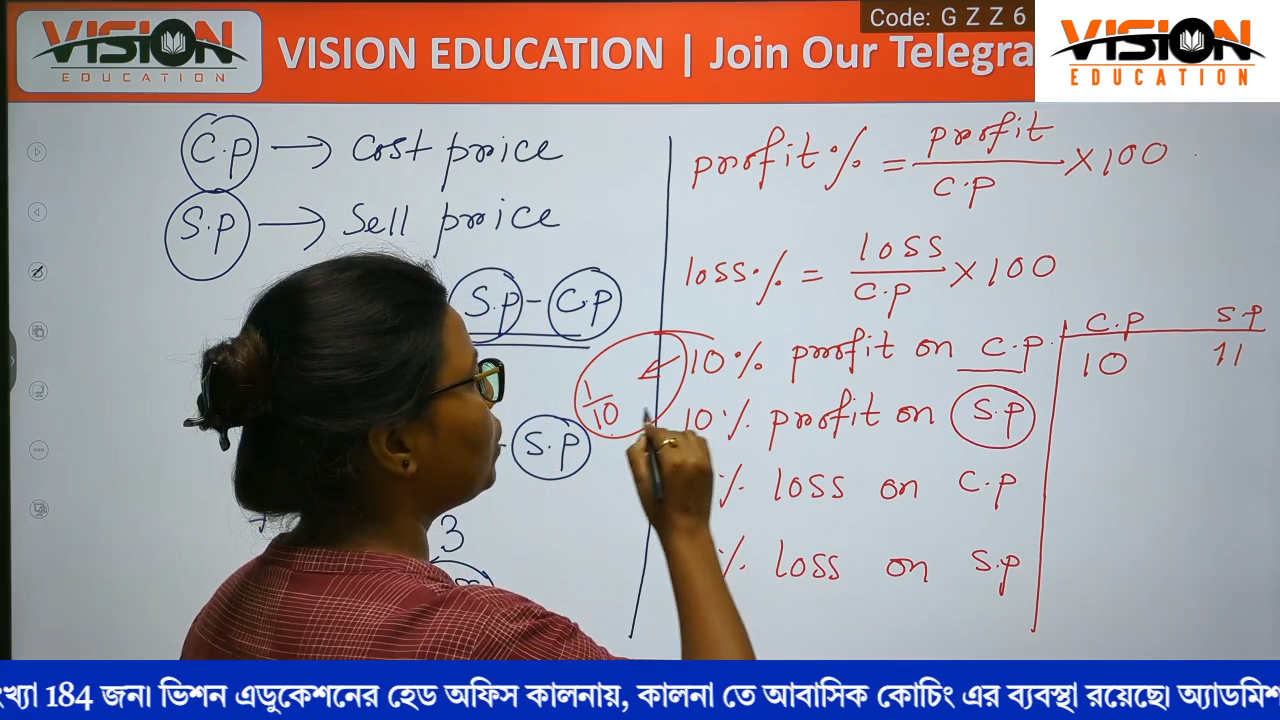 VISION
EDUCATION
VISION EDUCATION | Join Our Telegra
Code: G Z Z 6
VISION
EDUCATION
C.P → Cost price
S.P → Sell price
S.P - C.P
S.P
3
profit% = profit/C.P × 100
loss% = loss/C.P × 100
C.P S.P
10% profit on C.P. 10 11
1/10
10% profit on S.P
% loss on C.P
% loss on S.P
ংখ্যা 184 জন। ভিশন এডুকেশনের হেড অফিস কালনায়, কালনা তে আবাসিক কোচিং এর ব্যবস্থা রয়েছে। অ্যাডমিশ